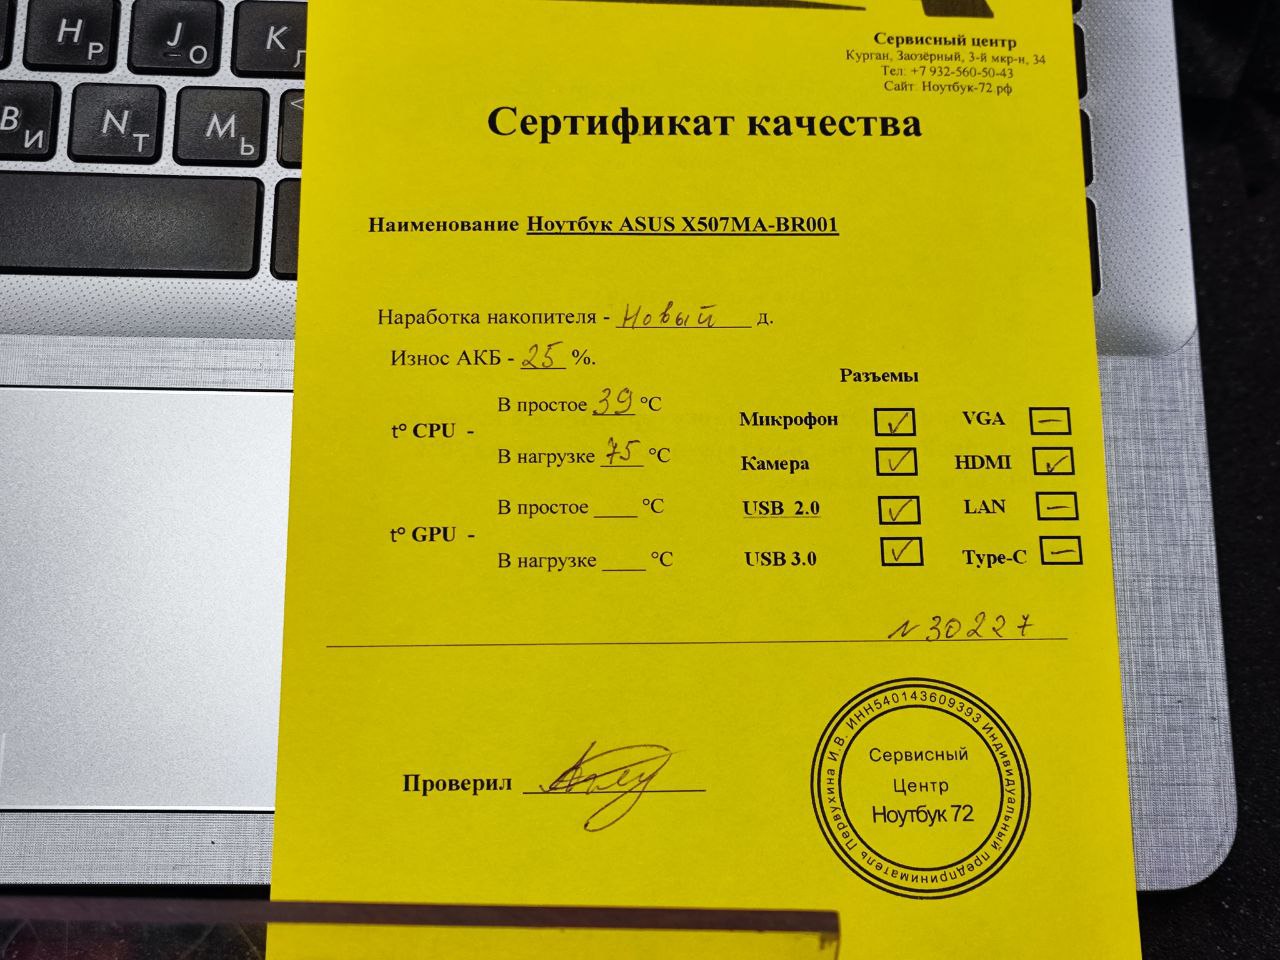 H Р
J О
K Л
В И
N Т
M Ь
Сервисный центр
Курган, Заозёрный, 3-й мкр-н, 34
Тел: +7 932-560-50-43
Сайт: Ноутбук-72 рф
Сертификат качества
Наименование Ноутбук ASUS X507MA-BR001
Наработка накопителя - Новый д.
Износ АКБ - 25 %.
Разъемы
t° CPU -
В простое 39 °C
В нагрузке 75 °C
t° GPU -
В простое ____ °C
В нагрузке ____ °C
Микрофон ✓ VGA —
Камера ✓ HDMI ✓
USB 2.0 ✓ LAN —
USB 3.0 ✓ Type-C —
N 30227
Проверил
Индивидуальный предприниматель Первухина И.В. ИНН540143609393
Сервисный
Центр
Ноутбук 72